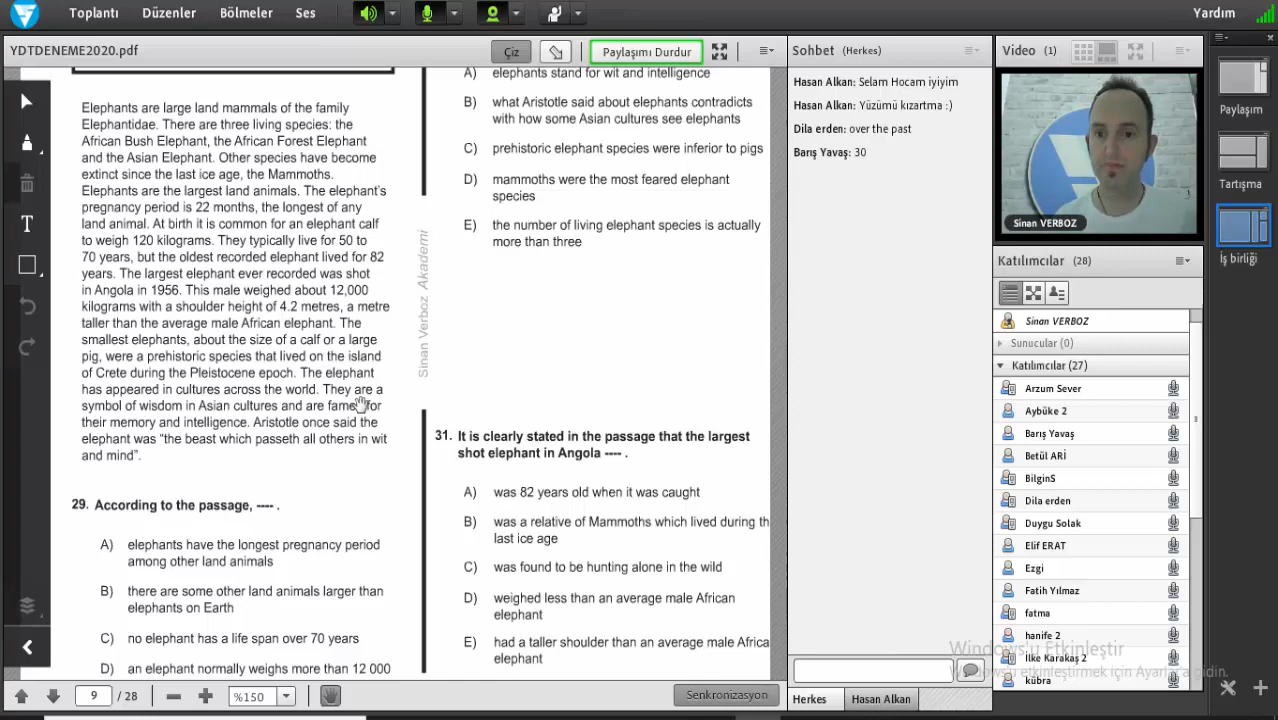 Toplantı Düzenler Bölmeler Ses
Yardım
YDTDENEME2020.pdf
Çiz
Paylaşımı Durdur
Elephants are large land mammals of the family
Elephantidae. There are three living species: the
African Bush Elephant, the African Forest Elephant
and the Asian Elephant. Other species have become
extinct since the last ice age, the Mammoths.
Elephants are the largest land animals. The elephant's
pregnancy period is 22 months, the longest of any
land animal. At birth it is common for an elephant calf
to weigh 120 kilograms. They typically live for 50 to
70 years, but the oldest recorded elephant lived for 82
years. The largest elephant ever recorded was shot
in Angola in 1956. This male weighed about 12,000
kilograms with a shoulder height of 4.2 metres, a metre
taller than the average male African elephant. The
smallest elephants, about the size of a calf or a large
pig, were a prehistoric species that lived on the island
of Crete during the Pleistocene epoch. The elephant
has appeared in cultures across the world. They are a
symbol of wisdom in Asian cultures and are famed for
their memory and intelligence. Aristotle once said the
elephant was “the beast which passeth all others in wit
and mind”.
29. According to the passage, ---- .
A) elephants have the longest pregnancy period
among other land animals
B) there are some other land animals larger than
elephants on Earth
C) no elephant has a life span over 70 years
D) an elephant normally weighs more than 12 000
Sinan Verboz Akademi
A) elephants stand for wit and intelligence
B) what Aristotle said about elephants contradicts
with how some Asian cultures see elephants
C) prehistoric elephant species were inferior to pigs
D) mammoths were the most feared elephant
species
E) the number of living elephant species is actually
more than three
31. It is clearly stated in the passage that the largest
shot elephant in Angola ---- .
A) was 82 years old when it was caught
B) was a relative of Mammoths which lived during th
last ice age
C) was found to be hunting alone in the wild
D) weighed less than an average male African
elephant
E) had a taller shoulder than an average male Africa
elephant
9 / 28
%150
Senkronizasyon
Sohbet (Herkes)
Hasan Alkan: Selam Hocam iyiyim
Hasan Alkan: Yüzümü kızartma :)
Dila erden: over the past
Barış Yavaş: 30
Herkes
Hasan Alkan
Video (1)
Sinan VERBOZ
Katılımcılar (28)
Sinan VERBOZ
Sunucular (0)
Katılımcılar (27)
Arzum Sever
Aybüke 2
Barış Yavaş
Betül ARİ
BilginS
Dila erden
Duygu Solak
Elif ERAT
Ezgi
Fatih Yılmaz
fatma
hanife 2
İlke Karakaş 2
kübra
Paylaşım
Tartışma
İş birliği
Windows'u Etkinleştir
Windows'u etkinleştirmek için Ayarlar'a gidin.